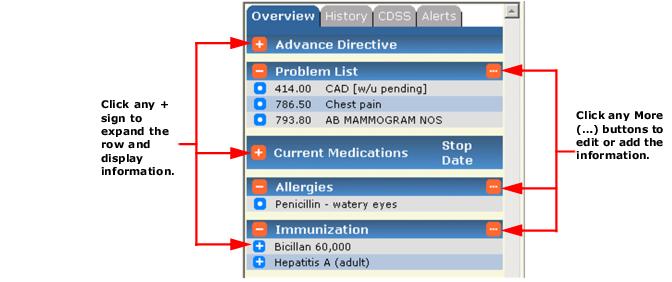 Overview History CDSS Alerts
Advance Directive
Problem List
414.00 CAD [w/u pending]
786.50 Chest pain
793.80 AB MAMMOGRAM NOS
Current Medications Stop
Date
Allergies
Penicillin - watery eyes
Immunization
Bicillan 60,000
Hepatitis A (adult)
Click any +
sign to
expand the
row and
display
information.
Click any More
(...) buttons to
edit or add the
information.